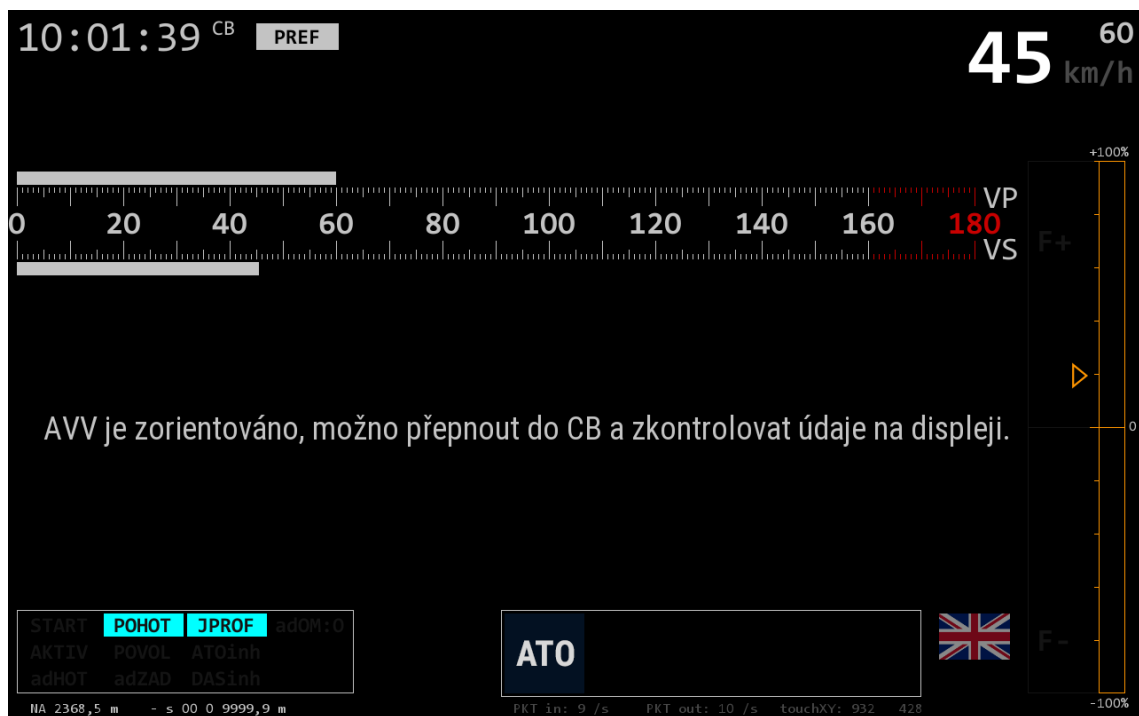 10:01:39 CB PREF
45 60
km/h
+100%
VP
0 20 40 60 80 100 120 140 160 180
VS
F+
AVV je zorientováno, možno přepnout do CB a zkontrolovat údaje na displeji.
0
START POHOT JPROF adOM:O
AKTIV POVOL ATOinh
adHOT adZAD DASinh
ATO
F-
NA 2368,5 m - s 00 0 9999,9 m
PKT in: 9 /s PKT out: 10 /s touchXY: 932 428
-100%